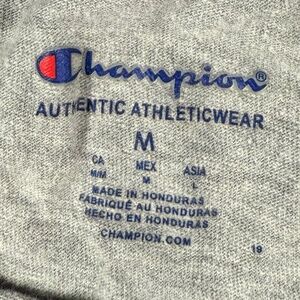 Champion®
AUTHENTIC ATHLETICWEAR
M
CA MEX ASIA
M/M M L
MADE IN HONDURAS
FABRIQUÉ AU HONDURAS
HECHO EN HONDURAS
CHAMPION.COM
19